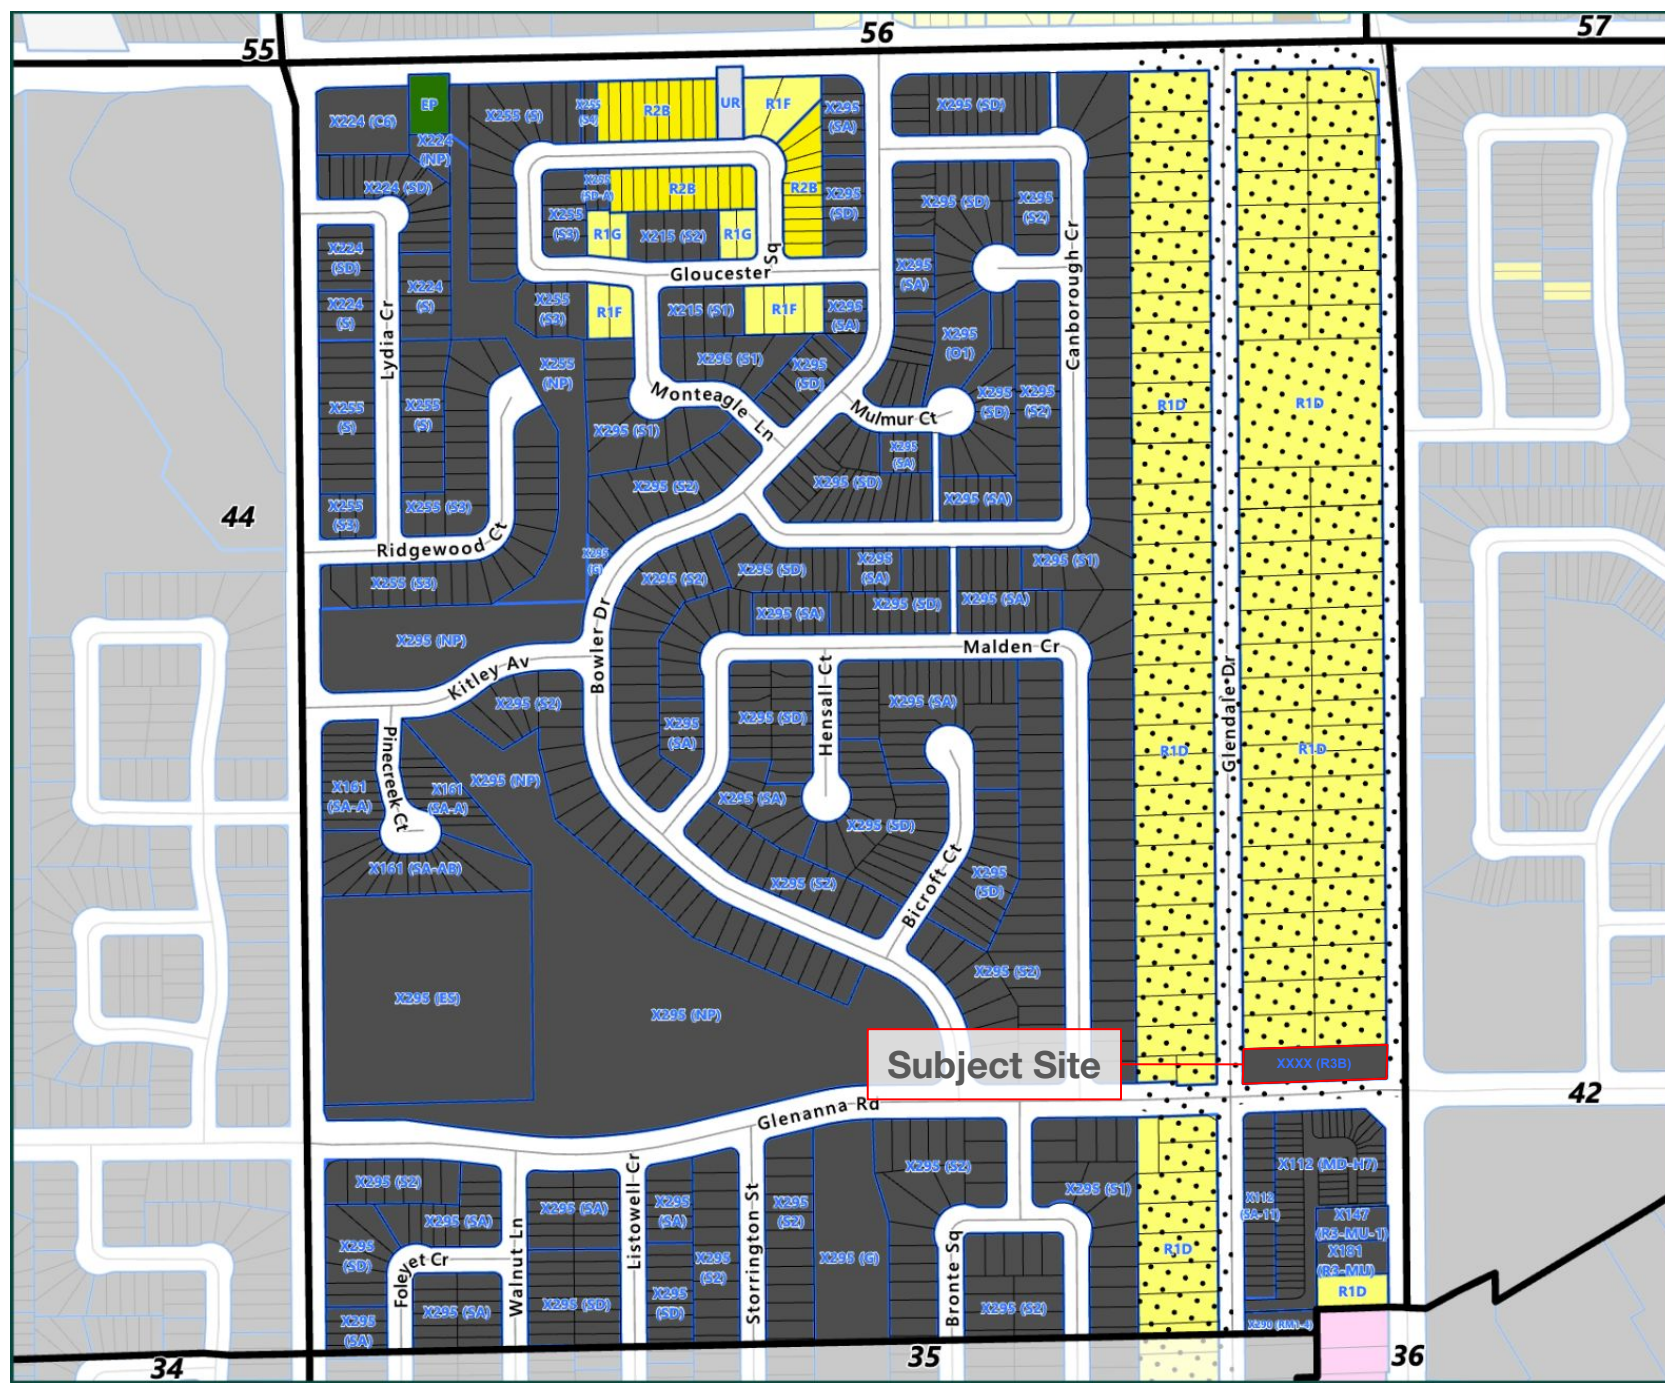 55
56
57
X224 (C6)
EP
X224
(NP)
X255 (S)
X255
(S4)
R2B
UR
R1F
X295
(SA)
X295 (SD)
X224 (SD)
X295
(SD-A)
R2B
R2B
X295
(SD)
X295 (SD)
X295
(S2)
X255
(S3)
R1G
X215 (S2)
R1G
Gloucester Sq
X224
(SD)
X224
(S)
X224
(S)
X295
(SA)
Canborough Cr
X255
(S3)
R1F
X215 (S1)
R1F
X295
(SA)
Lydia Cr
X295
(O1)
X255
(NP)
X295 (S1)
X295
(SD)
Monteagle Ln
Mulmur Ct
X295
(SD)
X295
(S2)
R1D
R1D
X255
(S)
X255
(S)
X295 (S1)
X295
(SA)
X295 (S2)
X295 (SD)
X295 (SA)
44
X255
(S3)
X255 (S3)
Ridgewood Ct
X255 (S3)
X295
(G)
X295 (S2)
X295 (SD)
X295
(SA)
X295 (S1)
X295 (SA)
X295 (SD)
X295 (SA)
X295 (NP)
Bowler Dr
Malden Cr
Kitley Av
X295 (S2)
Hensall Ct
X295 (SA)
Glendale Dr
X295
(SA)
X295 (SD)
Pinecreek Ct
R1D
R1D
X161
(SA-A)
X161
(SA-A)
X295 (NP)
X295 (SA)
X295 (SD)
X161 (SA-AB)
X295 (S2)
Bicroft Ct
X295
(SD)
X295 (S2)
X295 (ES)
X295 (NP)
Subject Site
XXXX (R3B)
42
Glenanna Rd
X295 (S2)
X295 (SA)
X295
(SD)
Foleyet Cr
X295
(SA)
X295 (SA)
Walnut Ln
X295 (SA)
X295 (SD)
Listowell Cr
X295
(SA)
X295
(SD)
X295
(S2)
Storrington St
X295
(S2)
X295 (G)
X295 (S2)
Bronte Sq
X295 (S2)
X295 (S1)
R1D
X112 (MD-H7)
X112
(SA-11)
X147
(R3-MU-1)
X181
(R3-MU)
R1D
X290 (RM1-4)
34
35
36